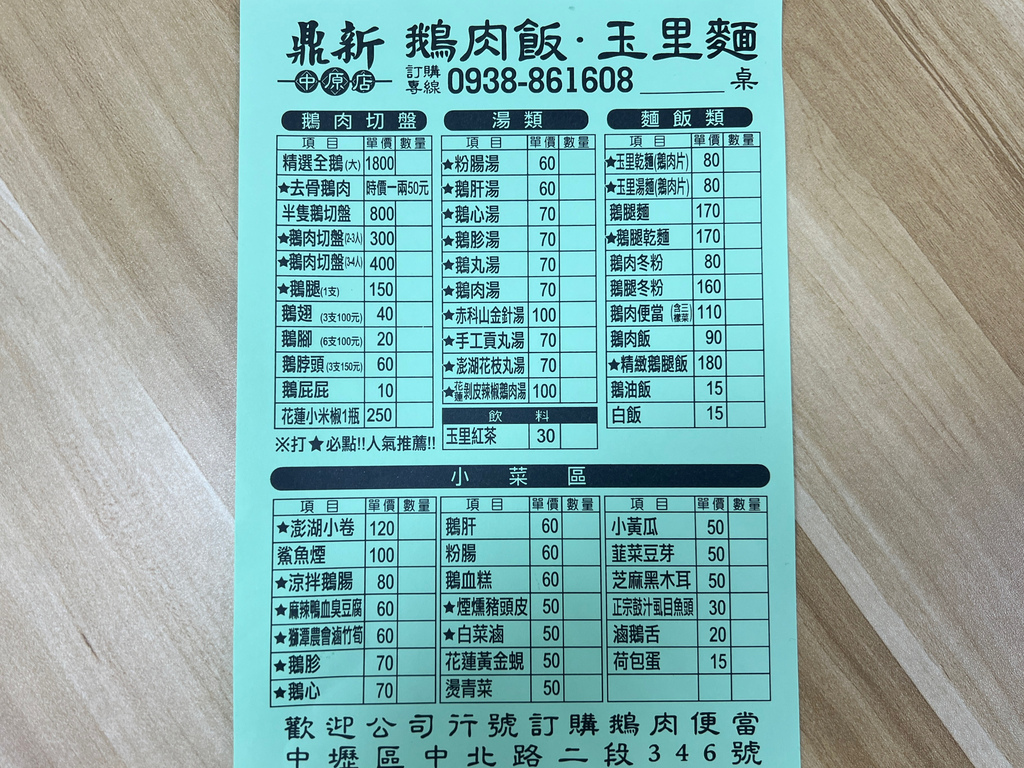 鼎新 鵝肉飯·玉里麵
中原店 訂購專線 0938-861608 ______桌
鵝肉切盤
項目 單價 數量
精選全鵝(大) 1800
★去骨鵝肉 時價一兩50元
半隻鵝切盤 800
★鵝肉切盤(2-3人) 300
★鵝肉切盤(3-4人) 400
★鵝腿(1支) 150
鵝翅 (3支100元) 40
鵝腳 (6支100元) 20
鵝脖頭(3支150元) 60
鵝屁屁 10
花蓮小米椒1瓶 250
※打★必點!!人氣推薦!!
湯類
項目 單價 數量
★粉腸湯 60
★鵝肝湯 60
★鵝心湯 70
★鵝胗湯 70
★鵝丸湯 70
★鵝肉湯 70
★赤科山金針湯 100
★手工貢丸湯 70
★澎湖花枝丸湯 70
★花蓮剝皮辣椒鵝肉湯 100
飲料
玉里紅茶 30
麵飯類
項目 單價 數量
★玉里乾麵(鵝肉片) 80
★玉里湯麵(鵝肉片) 80
鵝腿麵 170
★鵝腿乾麵 170
鵝肉冬粉 80
鵝腿冬粉 160
鵝肉便當 (含三樣菜) 110
鵝肉飯 90
★精緻鵝腿飯 180
鵝油飯 15
白飯 15
小菜區
項目 單價 數量
★澎湖小卷 120
鯊魚煙 100
★涼拌鵝腸 80
★麻辣鴨血臭豆腐 60
★獅潭農會滷竹筍 60
★鵝胗 70
★鵝心 70
項目 單價 數量
鵝肝 60
粉腸 60
鵝血糕 60
★煙燻豬頭皮 50
★白菜滷 50
花蓮黃金蜆 50
燙青菜 50
項目 單價 數量
小黃瓜 50
韮菜豆芽 50
芝麻黑木耳 50
正宗鼓汁虱目魚頭 30
滷鵝舌 20
荷包蛋 15
歡迎公司行號訂購鵝肉便當
中壢區中北路二段346號